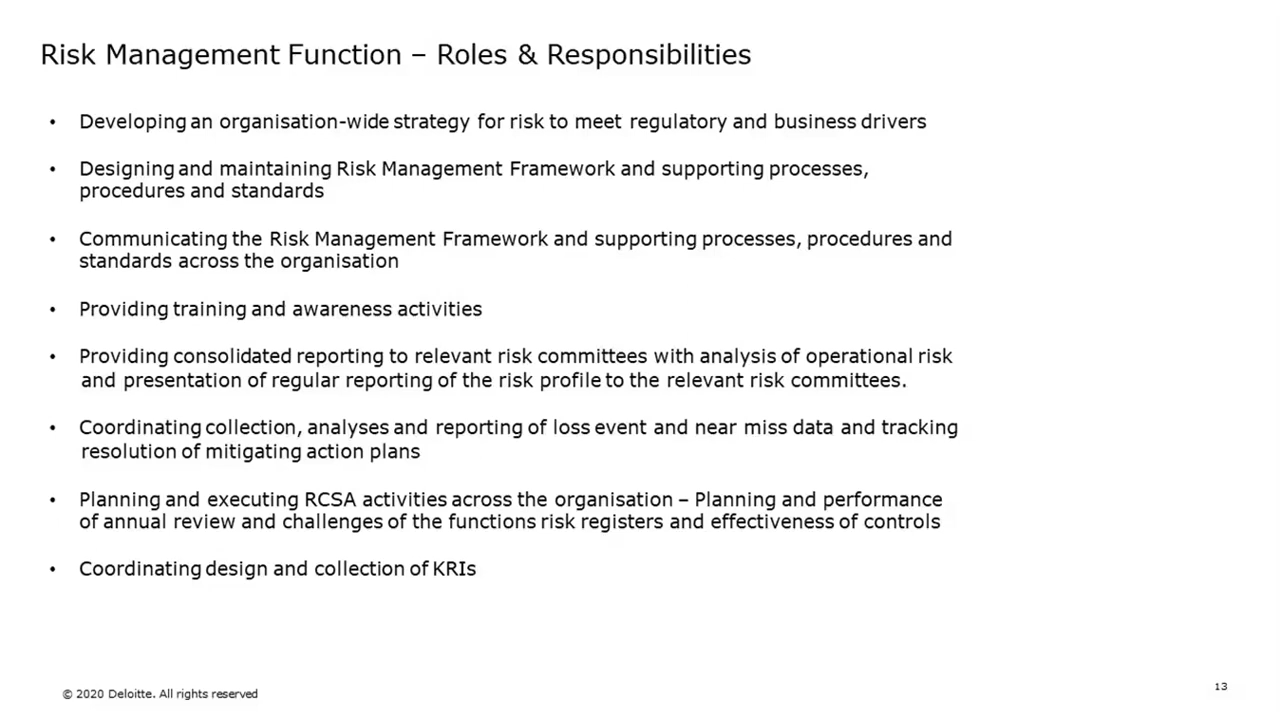 Risk Management Function – Roles & Responsibilities
• Developing an organisation-wide strategy for risk to meet regulatory and business drivers
• Designing and maintaining Risk Management Framework and supporting processes,
procedures and standards
• Communicating the Risk Management Framework and supporting processes, procedures and
standards across the organisation
• Providing training and awareness activities
• Providing consolidated reporting to relevant risk committees with analysis of operational risk
and presentation of regular reporting of the risk profile to the relevant risk committees.
• Coordinating collection, analyses and reporting of loss event and near miss data and tracking
resolution of mitigating action plans
• Planning and executing RCSA activities across the organisation – Planning and performance
of annual review and challenges of the functions risk registers and effectiveness of controls
• Coordinating design and collection of KRIs
© 2020 Deloitte. All rights reserved
13